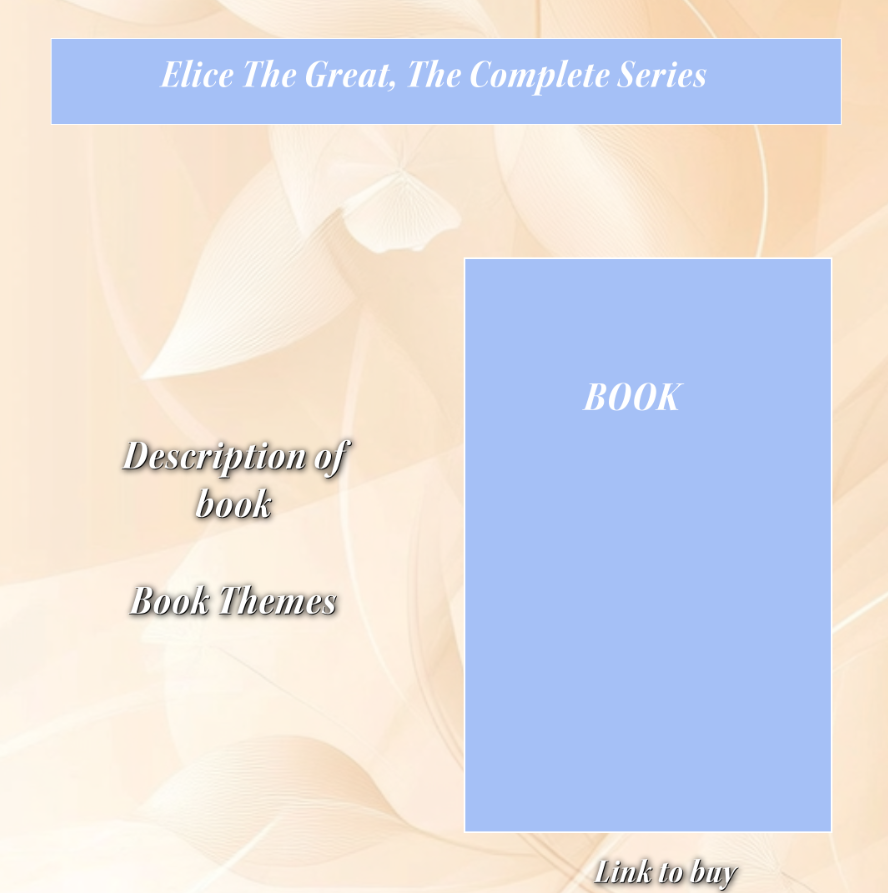 Elice The Great, The Complete Series
BOOK
Description of
book
Book Themes
Link to buy